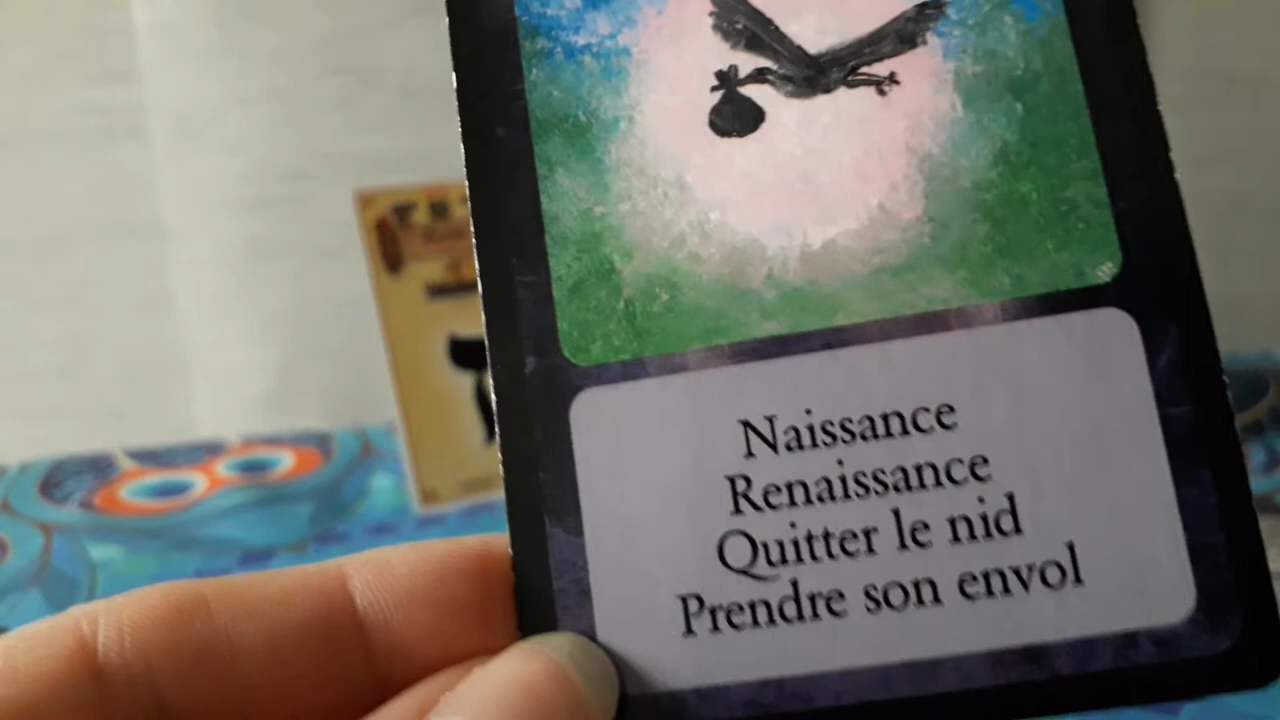 Naissance
Renaissance
Quitter le nid
Prendre son envol